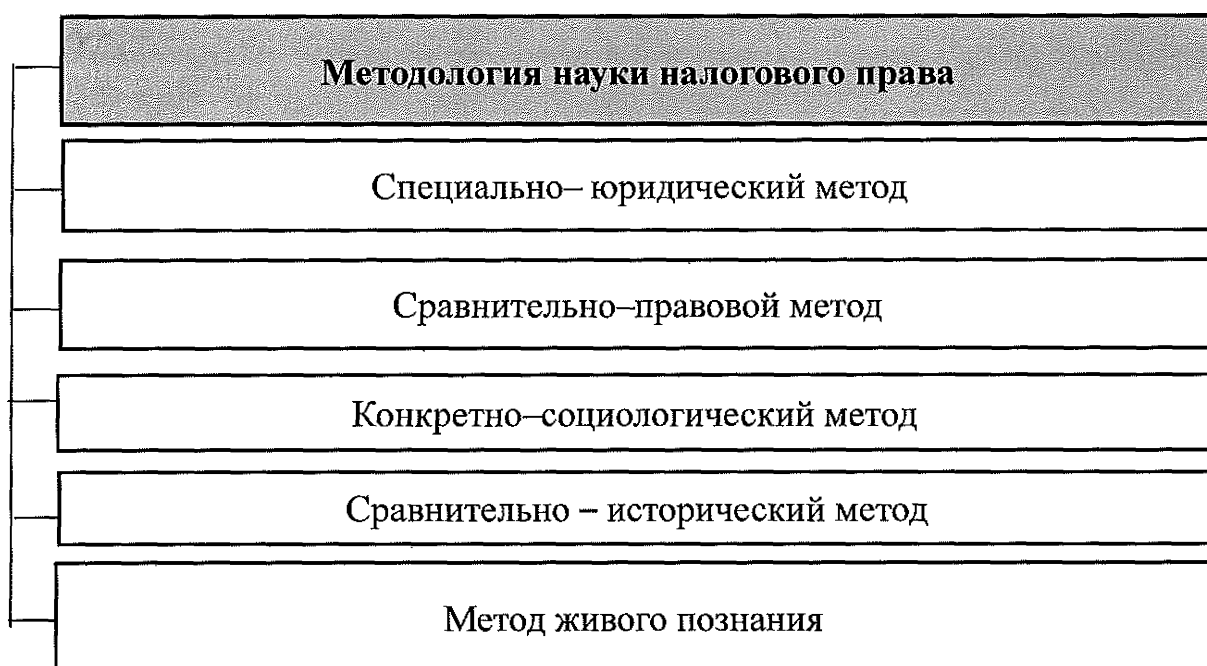 Методология науки налогового права
Специально– юридический метод
Сравнительно–правовой метод
Конкретно–социологический метод
Сравнительно – исторический метод
Метод живого познания